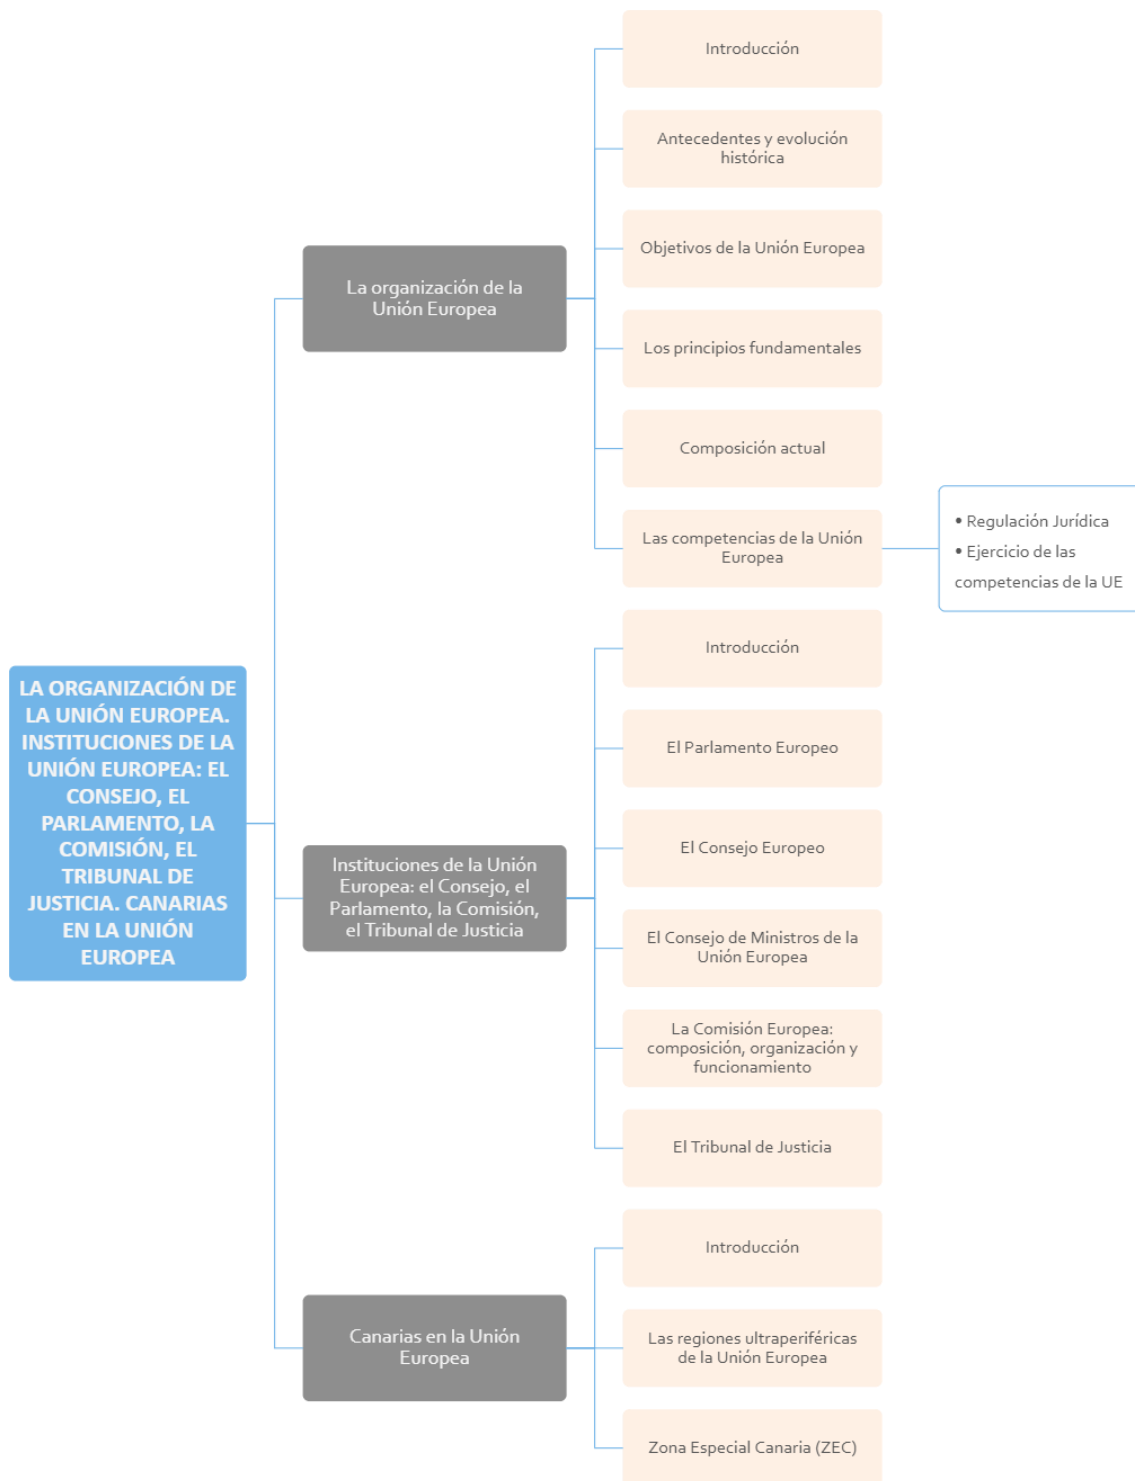 LA ORGANIZACIÓN DE
LA UNIÓN EUROPEA.
INSTITUCIONES DE LA
UNIÓN EUROPEA: EL
CONSEJO, EL
PARLAMENTO, LA
COMISIÓN, EL
TRIBUNAL DE
JUSTICIA. CANARIAS
EN LA UNIÓN
EUROPEA
La organización de la
Unión Europea
Introducción
Antecedentes y evolución
histórica
Objetivos de la Unión Europea
Los principios fundamentales
Composición actual
Las competencias de la Unión
Europea
• Regulación Jurídica
• Ejercicio de las
competencias de la UE
Instituciones de la Unión
Europea: el Consejo, el
Parlamento, la Comisión,
el Tribunal de Justicia
Introducción
El Parlamento Europeo
El Consejo Europeo
El Consejo de Ministros de la
Unión Europea
La Comisión Europea:
composición, organización y
funcionamiento
El Tribunal de Justicia
Canarias en la Unión
Europea
Introducción
Las regiones ultraperiféricas
de la Unión Europea
Zona Especial Canaria (ZEC)